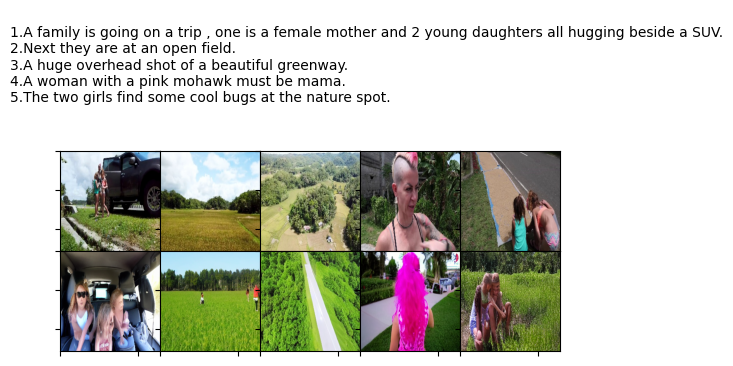 1.A family is going on a trip , one is a female mother and 2 young daughters all hugging beside a SUV.
2.Next they are at an open field.
3.A huge overhead shot of a beautiful greenway.
4.A woman with a pink mohawk must be mama.
5.The two girls find some cool bugs at the nature spot.